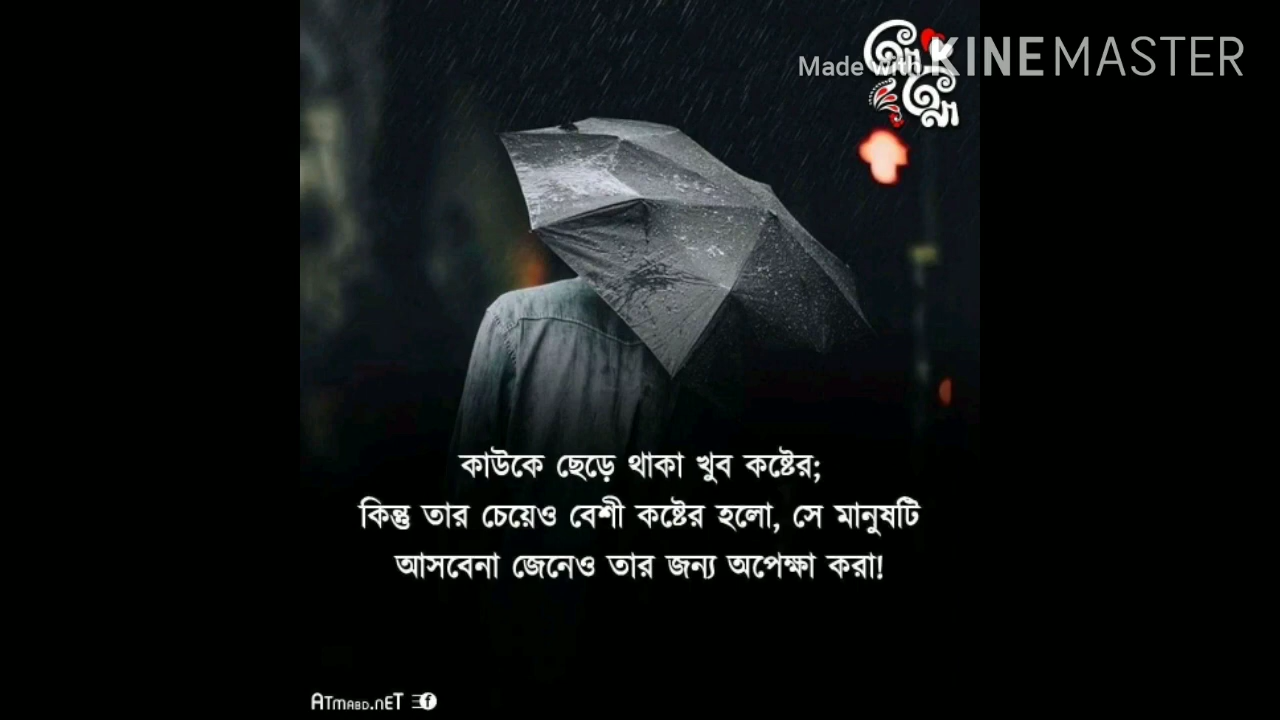 Made with KINEMASTER
কাউকে ছেড়ে থাকা খুব কষ্টের;
কিন্তু তার চেয়েও বেশী কষ্টের হলো, সে মানুষটি
আসবেনা জেনেও তার জন্য অপেক্ষা করা!
ATMABD.nET